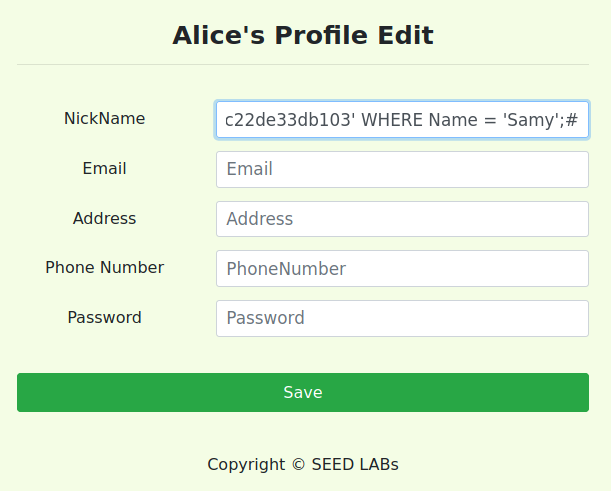 Alice's Profile Edit
NickName c22de33db103' WHERE Name = 'Samy';#
Email Email
Address Address
Phone Number PhoneNumber
Password Password
Save
Copyright © SEED LABs